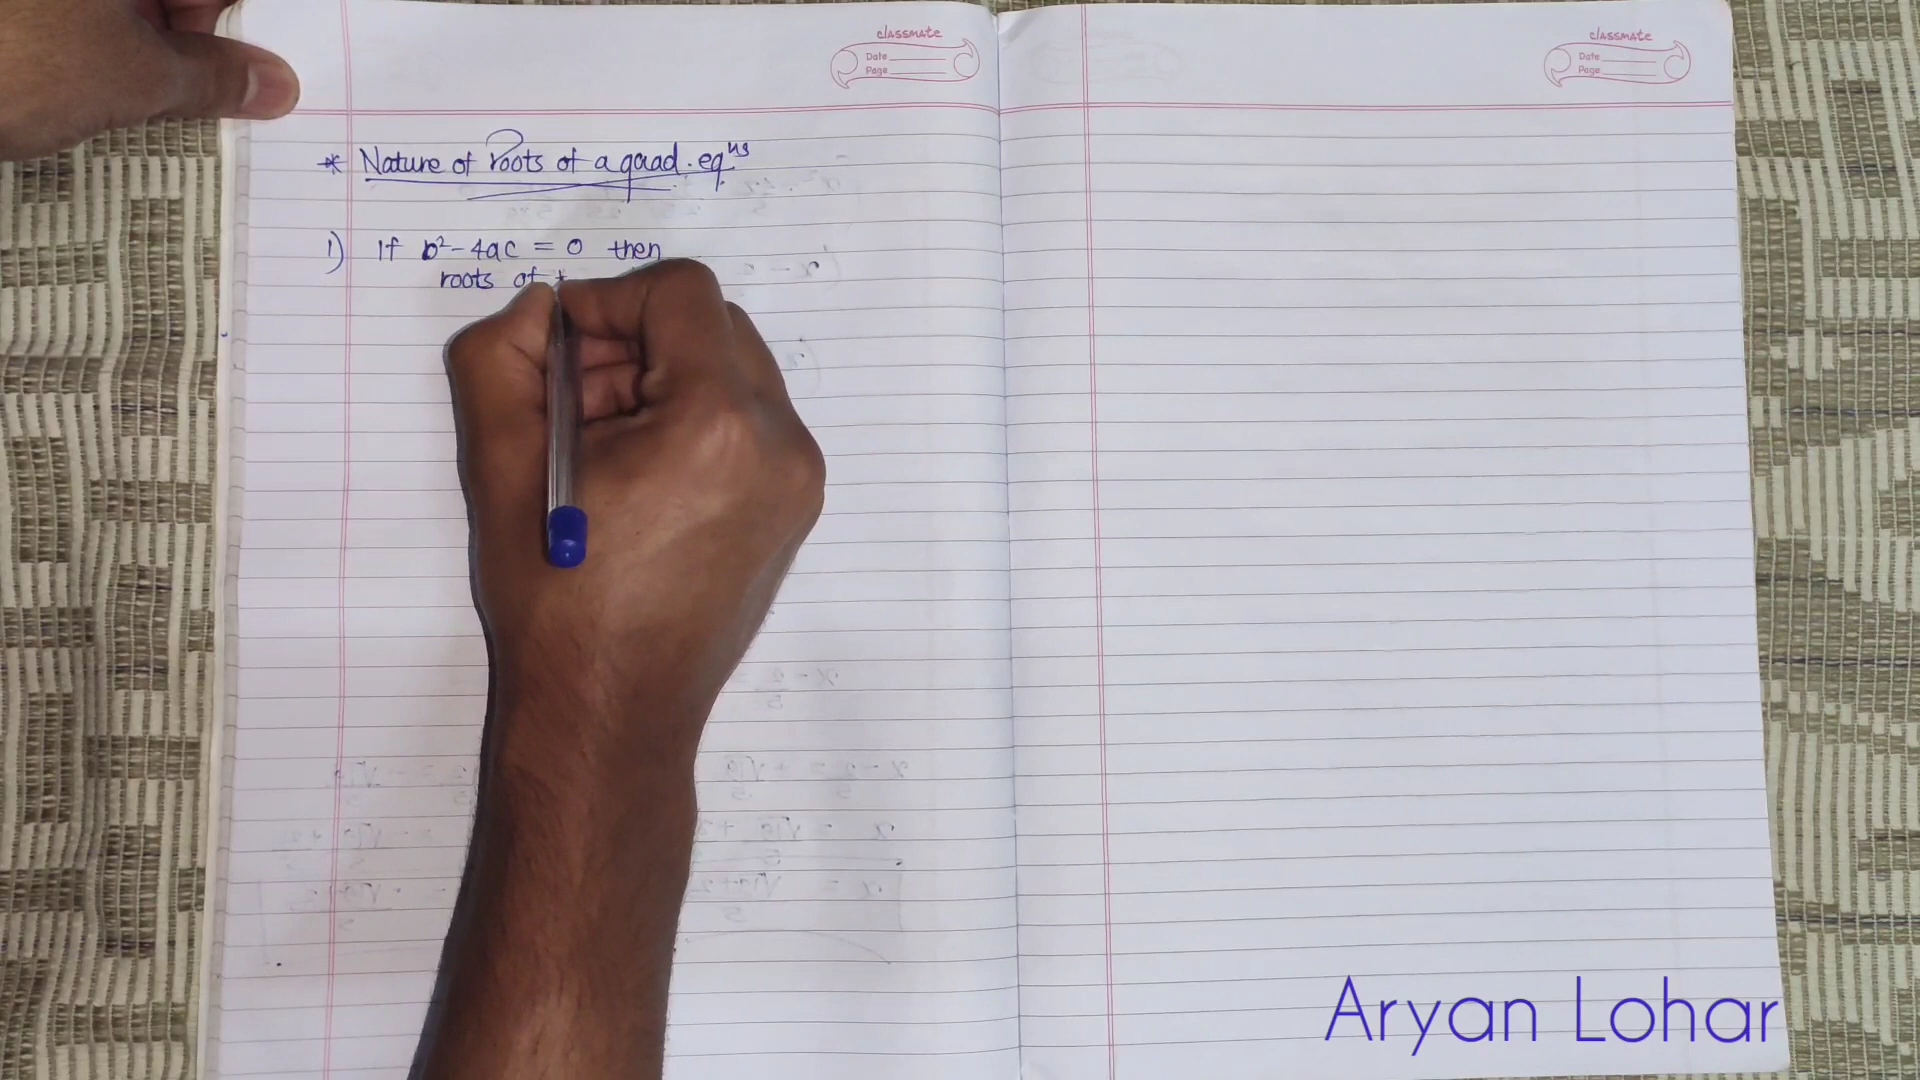 classmate
Date
Page
classmate
Date
Page
* Nature of roots of a quad. eqns
1) If b²-4ac = 0 then
roots of
Aryan Lohar